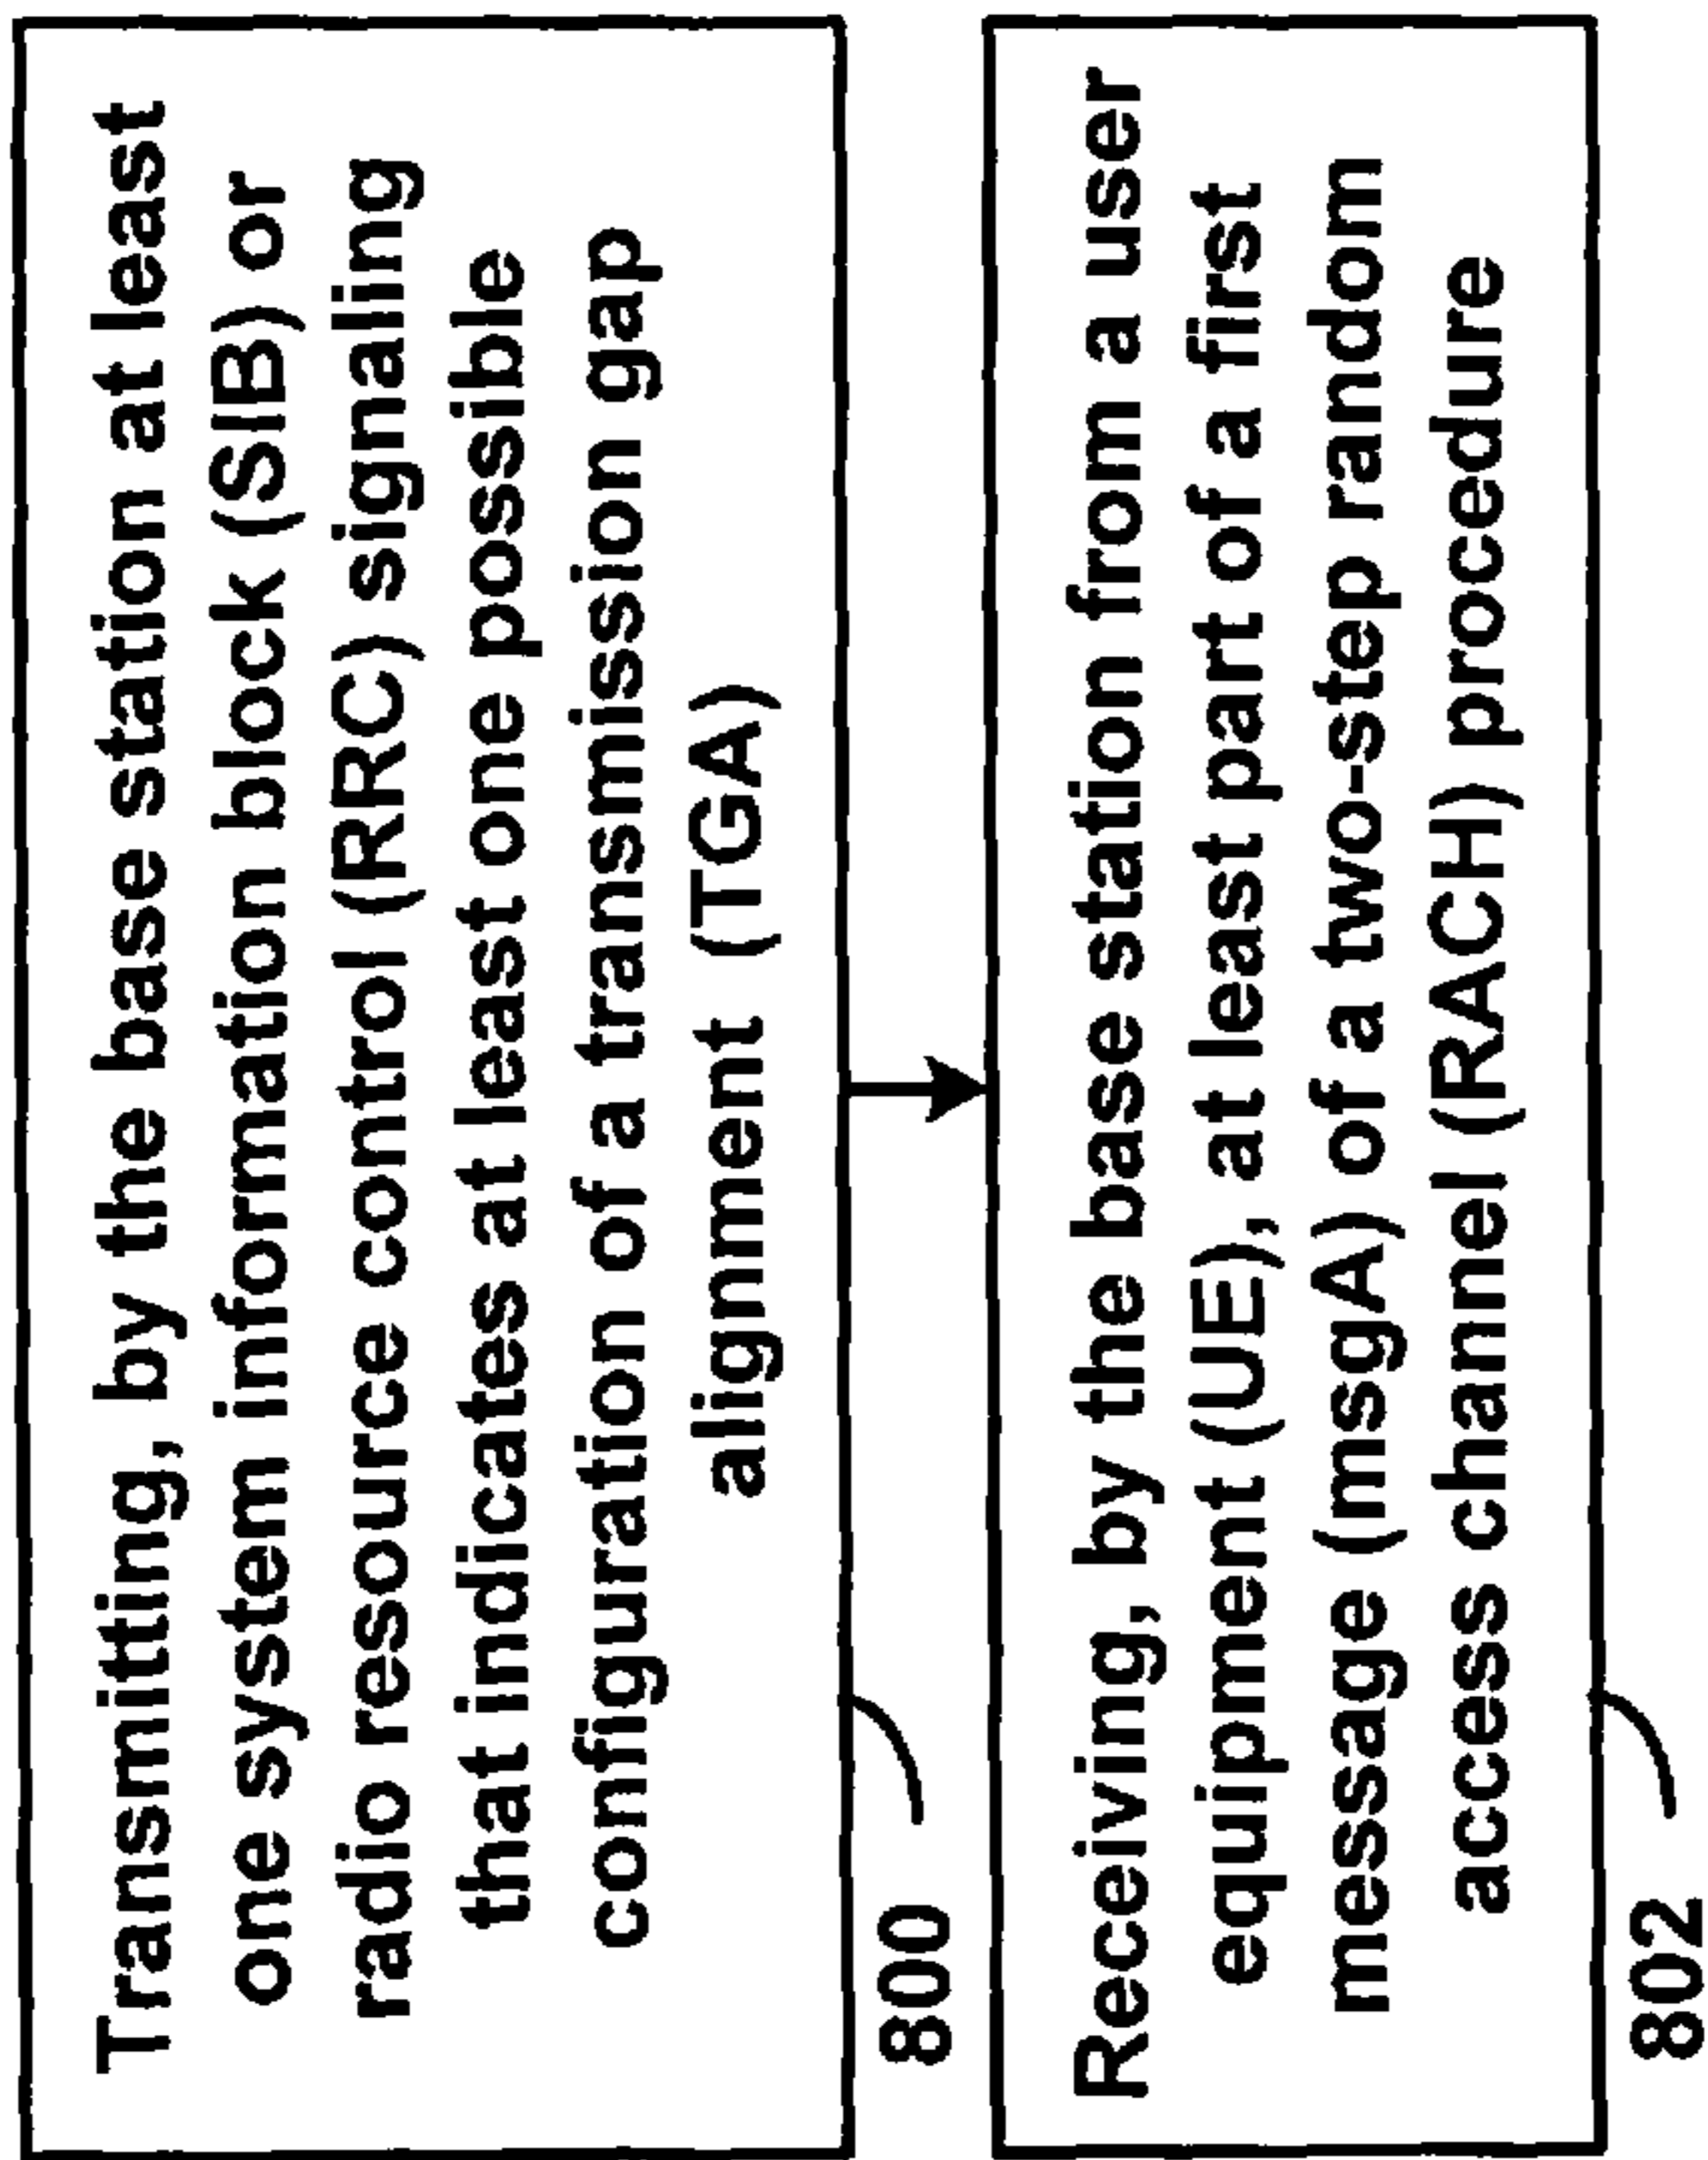 Transmitting, by the base station at least
one system information block (SIB) or
radio resource control (RRC) signaling
that indicates at least one possible
configuration of a transmission gap
alignment (TGA)
800
Receiving, by the base station from a user
equipment (UE), at least part of a first
message (msgA) of a two-step random
access channel (RACH) procedure
802